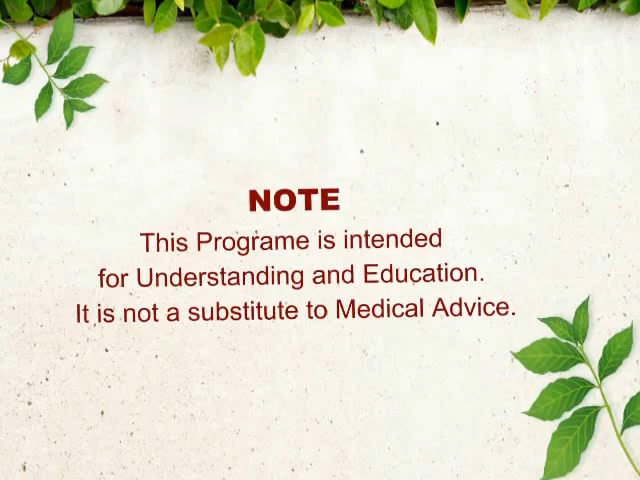 NOTE
This Programe is intended
for Understanding and Education.
It is not a substitute to Medical Advice.